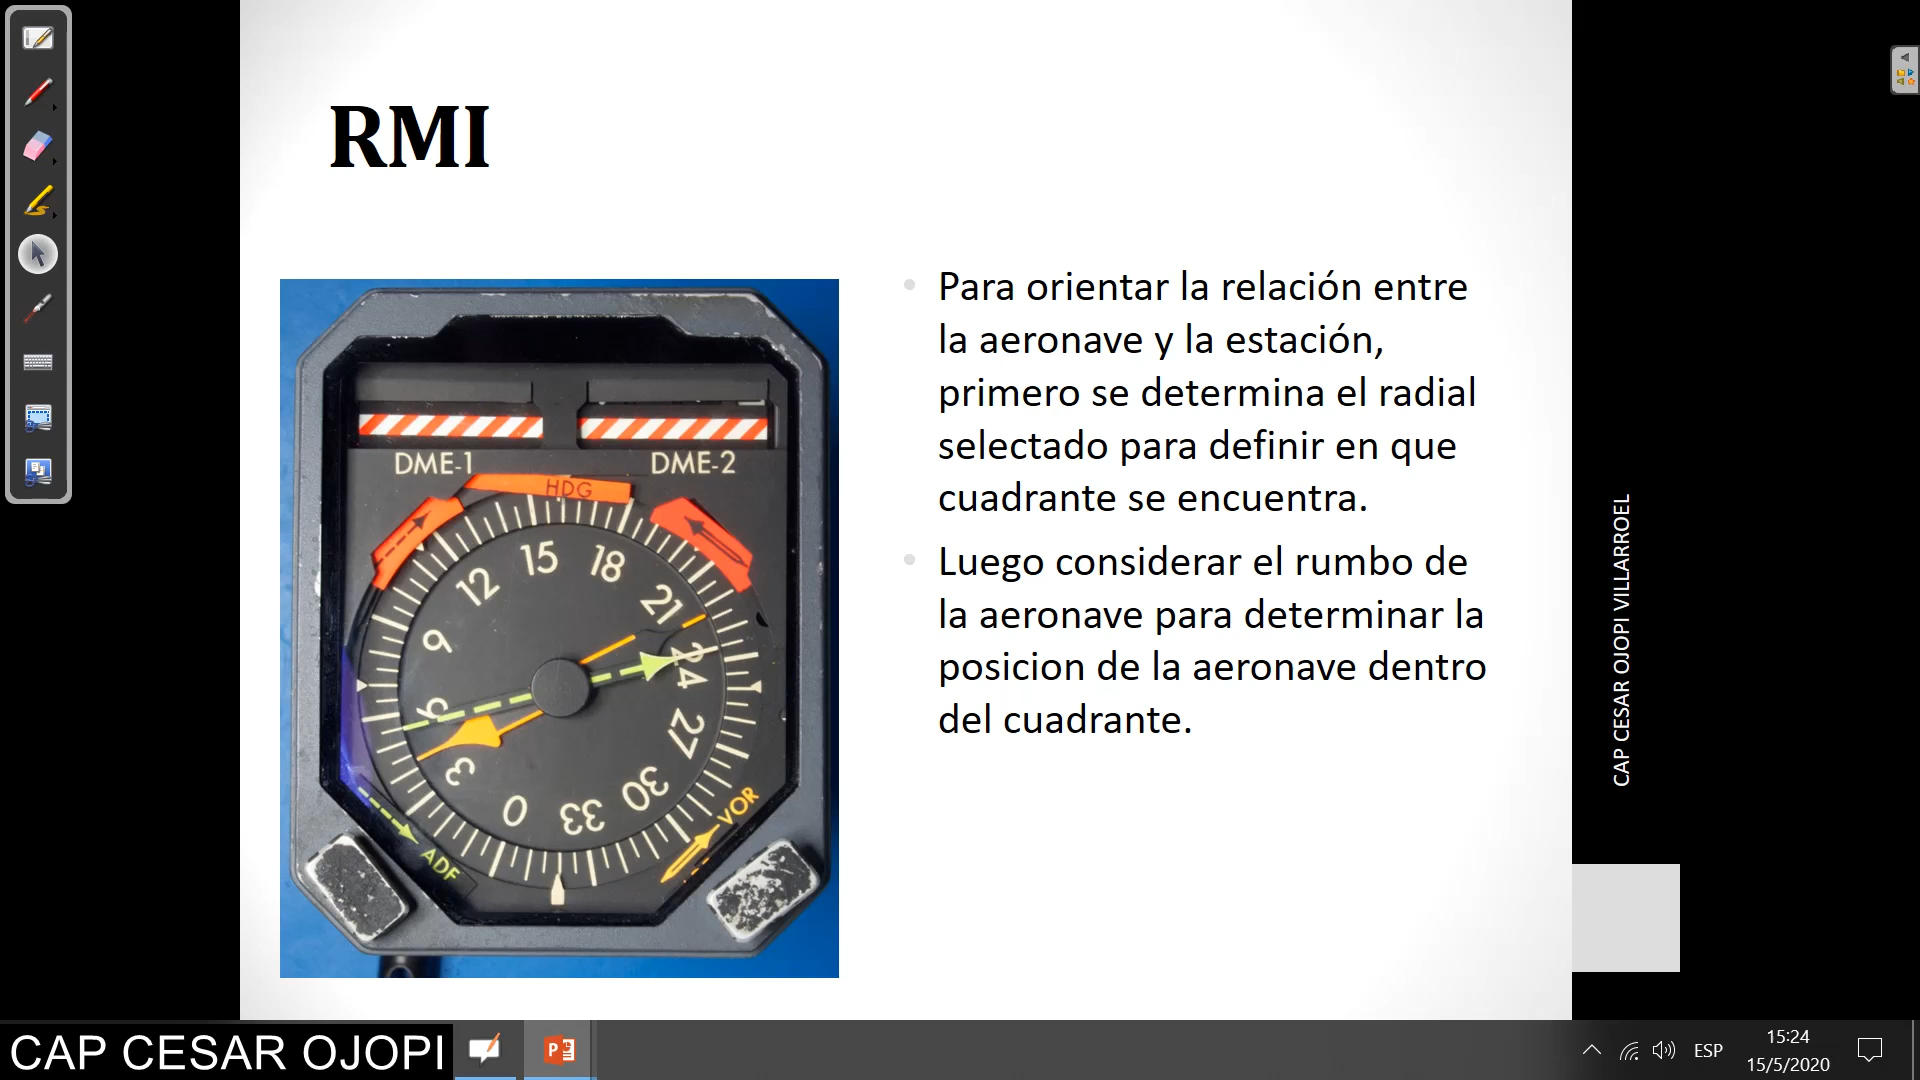 RMI
Para orientar la relación entre
la aeronave y la estación,
primero se determina el radial
selectado para definir en que
cuadrante se encuentra.
Luego considerar el rumbo de
la aeronave para determinar la
posicion de la aeronave dentro
del cuadrante.
DME-1
DME-2
HDG
15
18
12
21
9
24
6
27
3
30
0
33
VOR
ADF
CAP CESAR OJOPI VILLARROEL
CAP CESAR OJOPI
ESP
15:24
15/5/2020